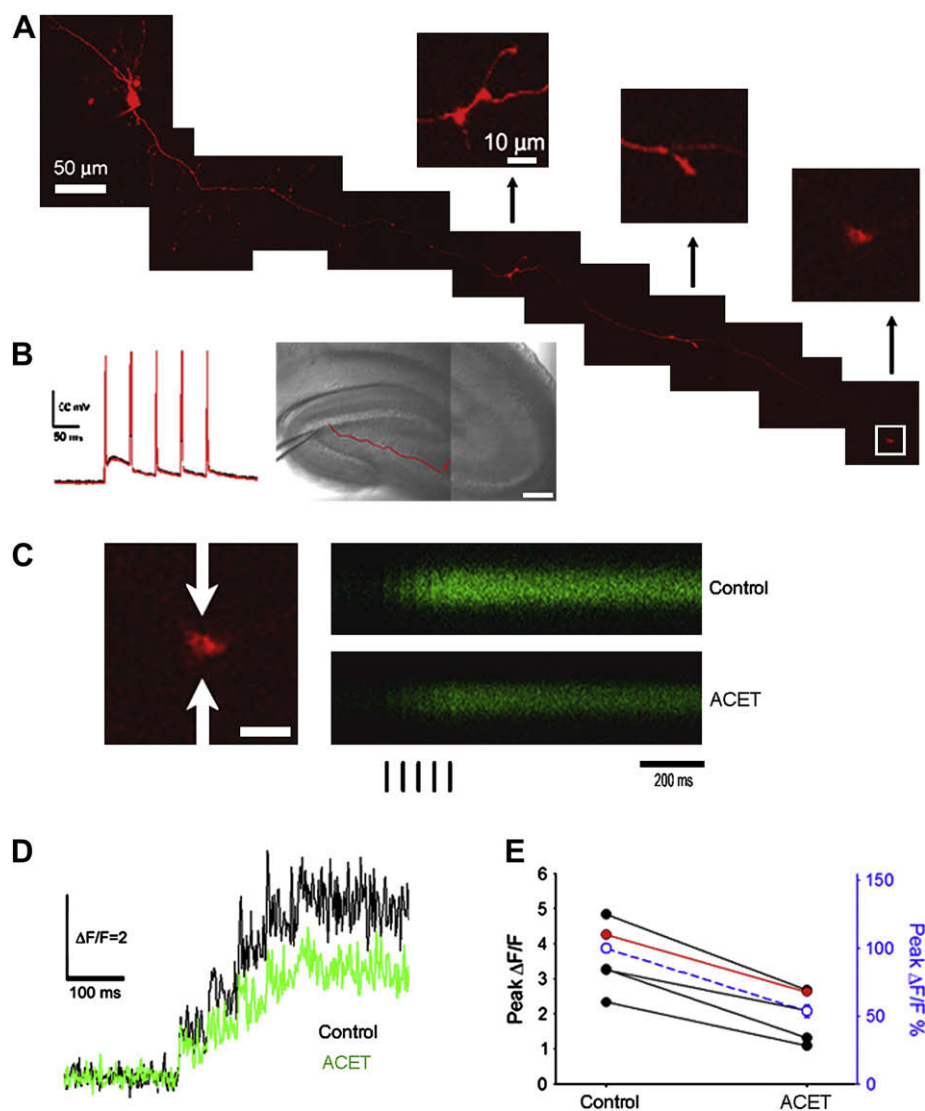 A
50 µm
10 µm
B
50 ms
C
Control
ACET
200 ms
D
ΔF/F=2
100 ms
Control
ACET
E
Peak ΔF/F
6
5
4
3
2
1
0
Control
ACET
150
100
50
0
Peak ΔF/F %